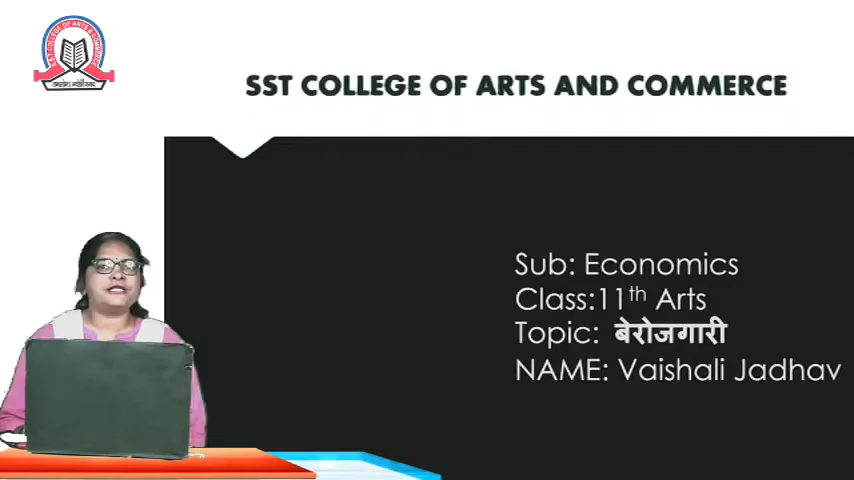 SST COLLEGE OF ARTS AND COMMERCE
Sub: Economics
Class:11th Arts
Topic: बेरोजगारी
NAME: Vaishali Jadhav